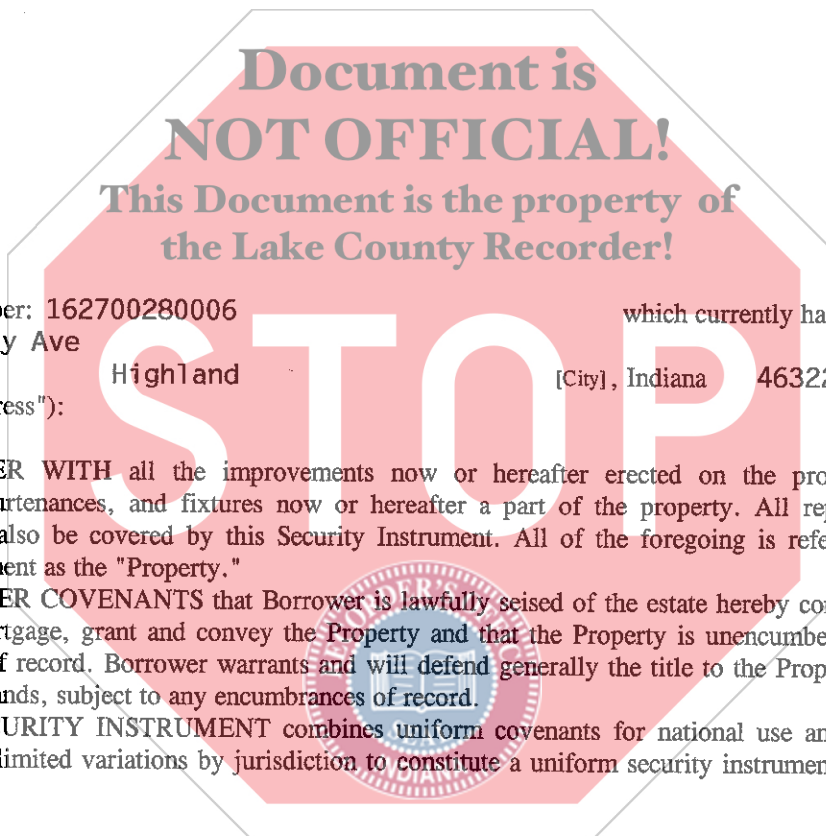 Document is
NOT OFFICIAL!
This Document is the property of
the Lake County Recorder!
er: 162700280006 which currently ha
y Ave
Highland [City], Indiana 4632
ress"):
STOP
ER WITH all the improvements now or hereafter erected on the pro
urtenances, and fixtures now or hereafter a part of the property. All re
also be covered by this Security Instrument. All of the foregoing is refe
ent as the "Property."
ER COVENANTS that Borrower is lawfully seised of the estate hereby co
rtgage, grant and convey the Property and that the Property is unencumbe
f record. Borrower warrants and will defend generally the title to the Prop
ands, subject to any encumbrances of record.
URITY INSTRUMENT combines uniform covenants for national use an
limited variations by jurisdiction to constitute a uniform security instrumen
SEAL
INDIANA